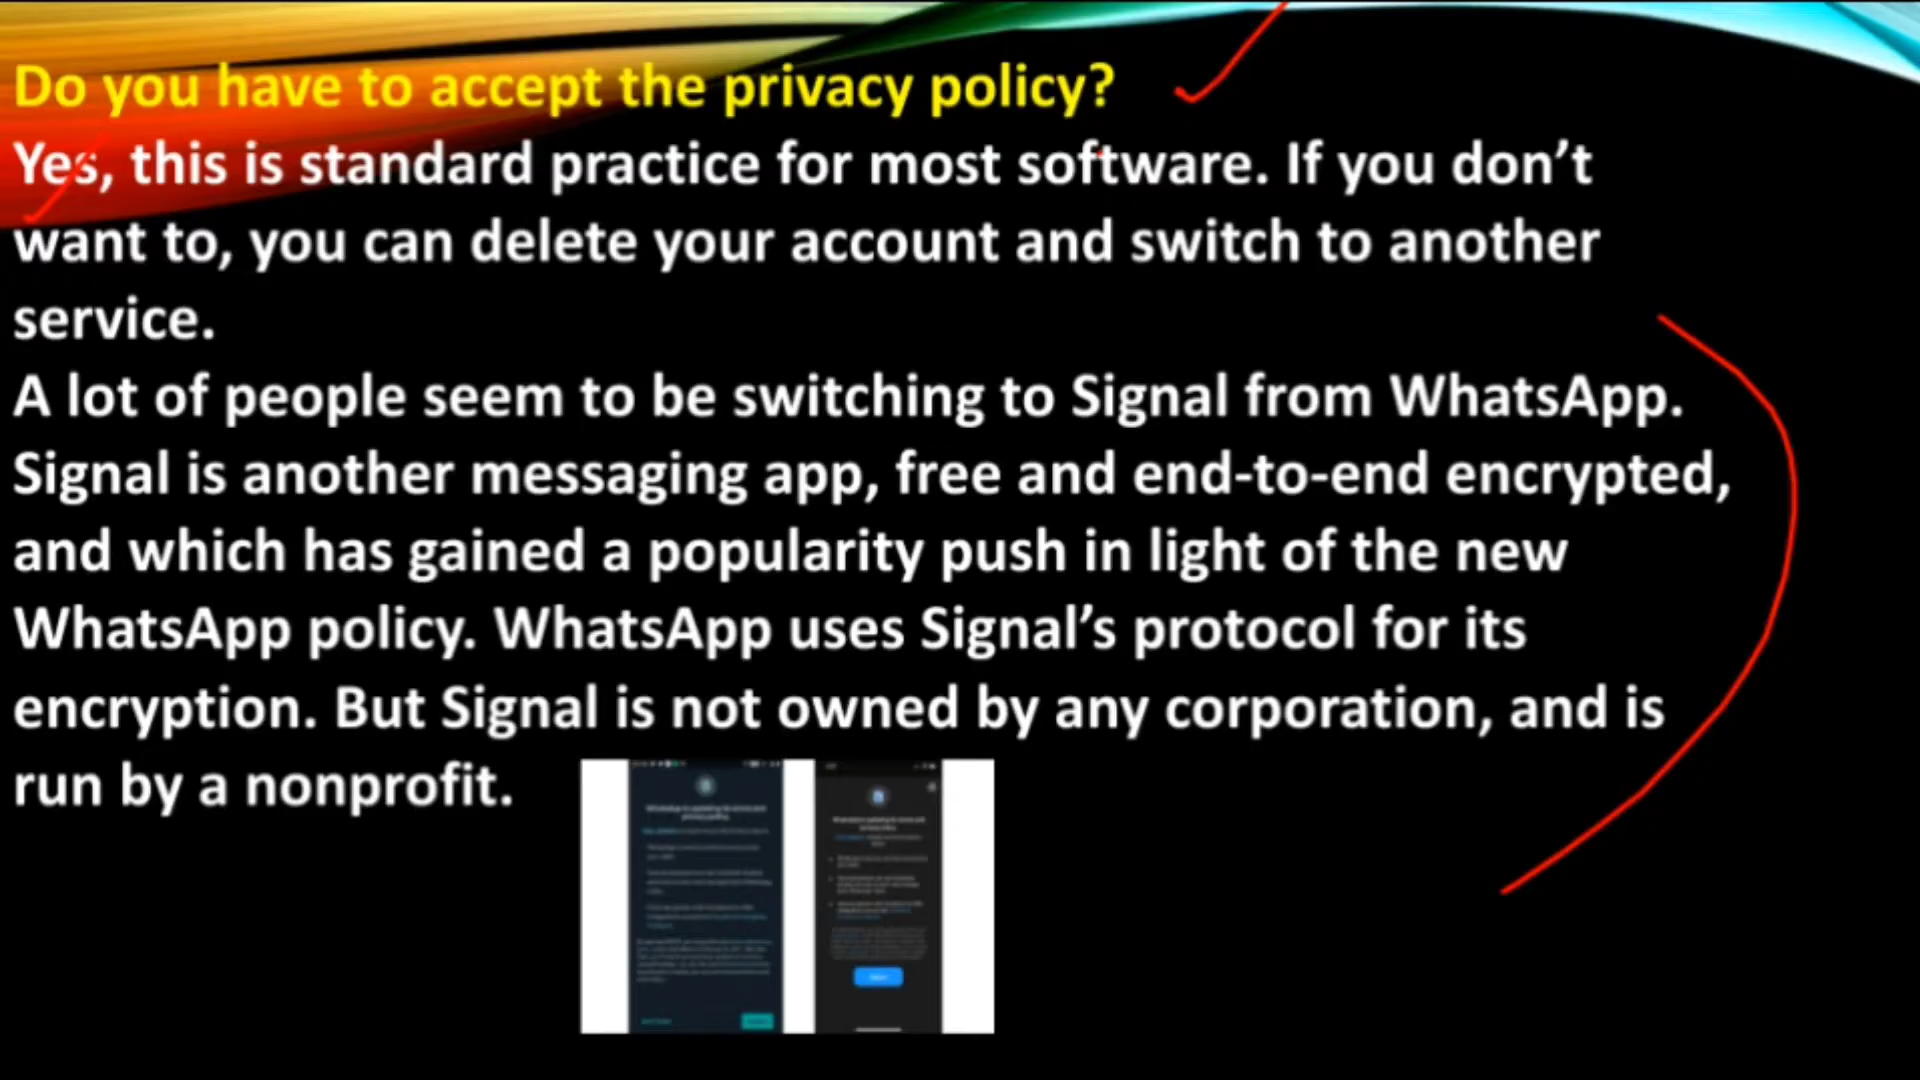 Do you have to accept the privacy policy?
Yes, this is standard practice for most software. If you don’t
want to, you can delete your account and switch to another
service.
A lot of people seem to be switching to Signal from WhatsApp.
Signal is another messaging app, free and end-to-end encrypted,
and which has gained a popularity push in light of the new
WhatsApp policy. WhatsApp uses Signal’s protocol for its
encryption. But Signal is not owned by any corporation, and is
run by a nonprofit.